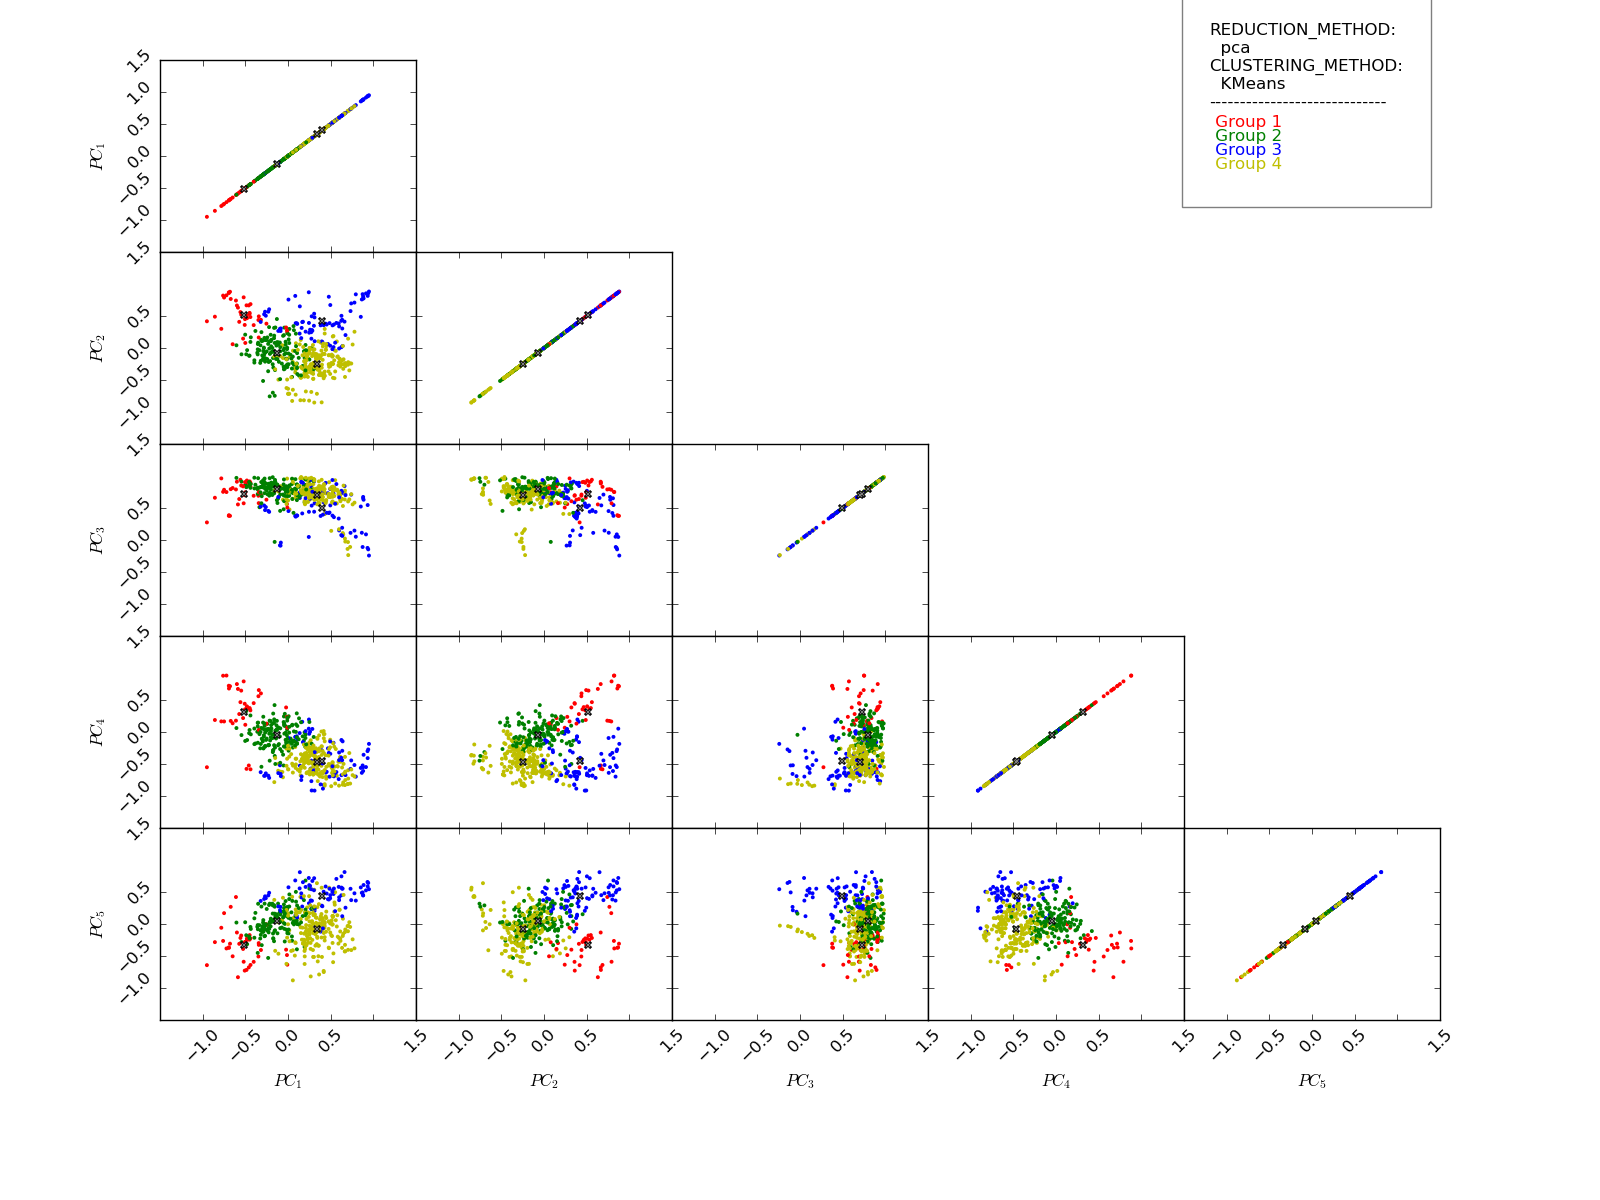 REDUCTION_METHOD:
pca
CLUSTERING_METHOD:
KMeans
-----------------------------
Group 1
Group 2
Group 3
Group 4
1.5
1.0
0.5
0.0
−0.5
−1.0
PC1
1.5
0.5
0.0
−0.5
−1.0
PC2
1.5
0.5
0.0
−0.5
−1.0
PC3
1.5
0.5
0.0
−0.5
−1.0
PC4
1.5
0.5
0.0
−0.5
−1.0
PC5
−1.0 −0.5 0.0 0.5 1.5 −1.0 −0.5 0.0 0.5 1.5 −1.0 −0.5 0.0 0.5 1.5 −1.0 −0.5 0.0 0.5 1.5 −1.0 −0.5 0.0 0.5 1.5
PC1 PC2 PC3 PC4 PC5